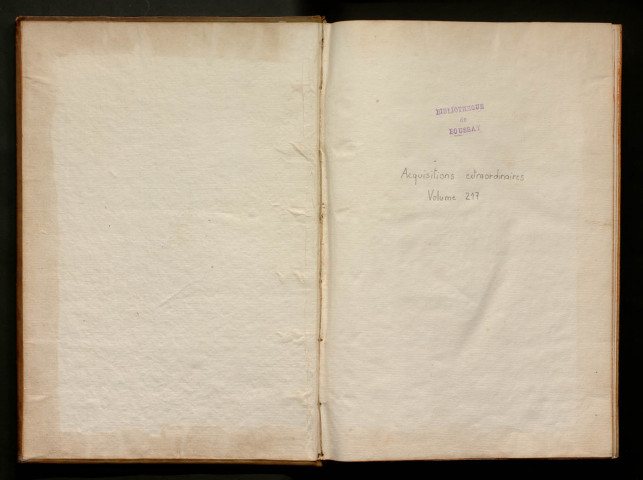 BIBLIOTHEQUE
de
ROUBAIX
Acquisitions extraordinaires
Volume 217